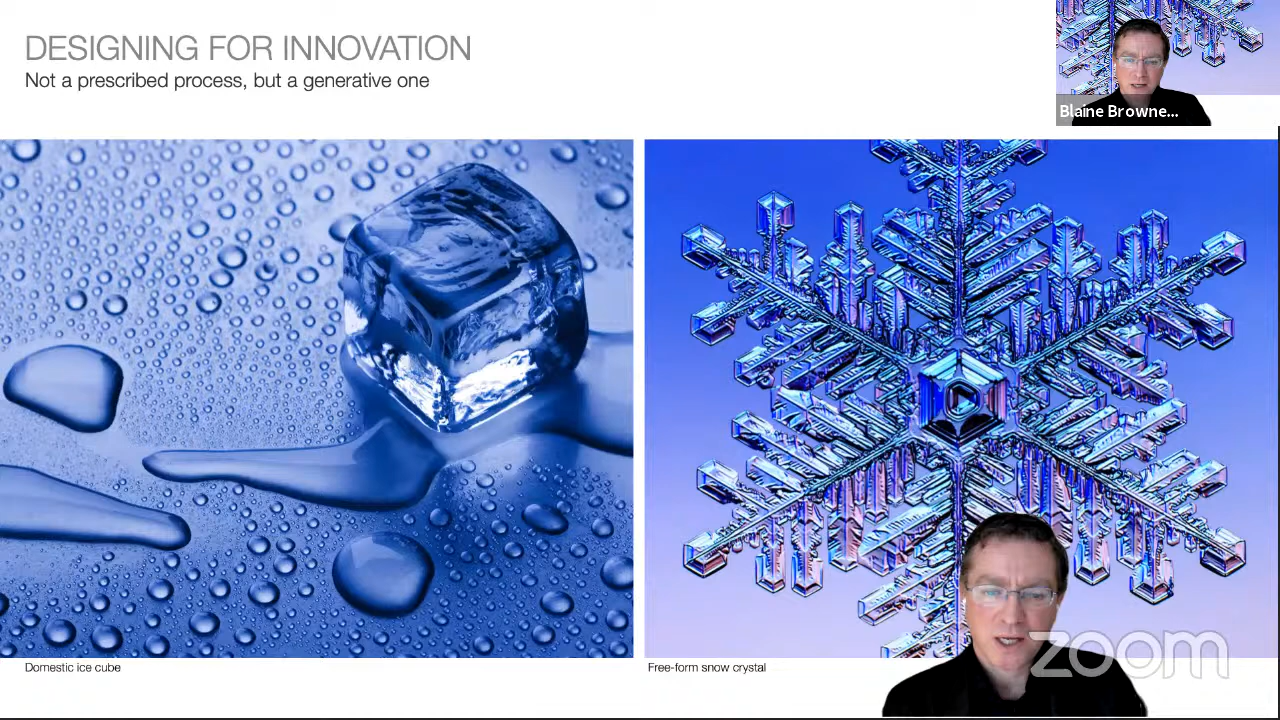 DESIGNING FOR INNOVATION
Not a prescribed process, but a generative one
Blaine Browne...
Domestic ice cube
Free-form snow crystal
zoom